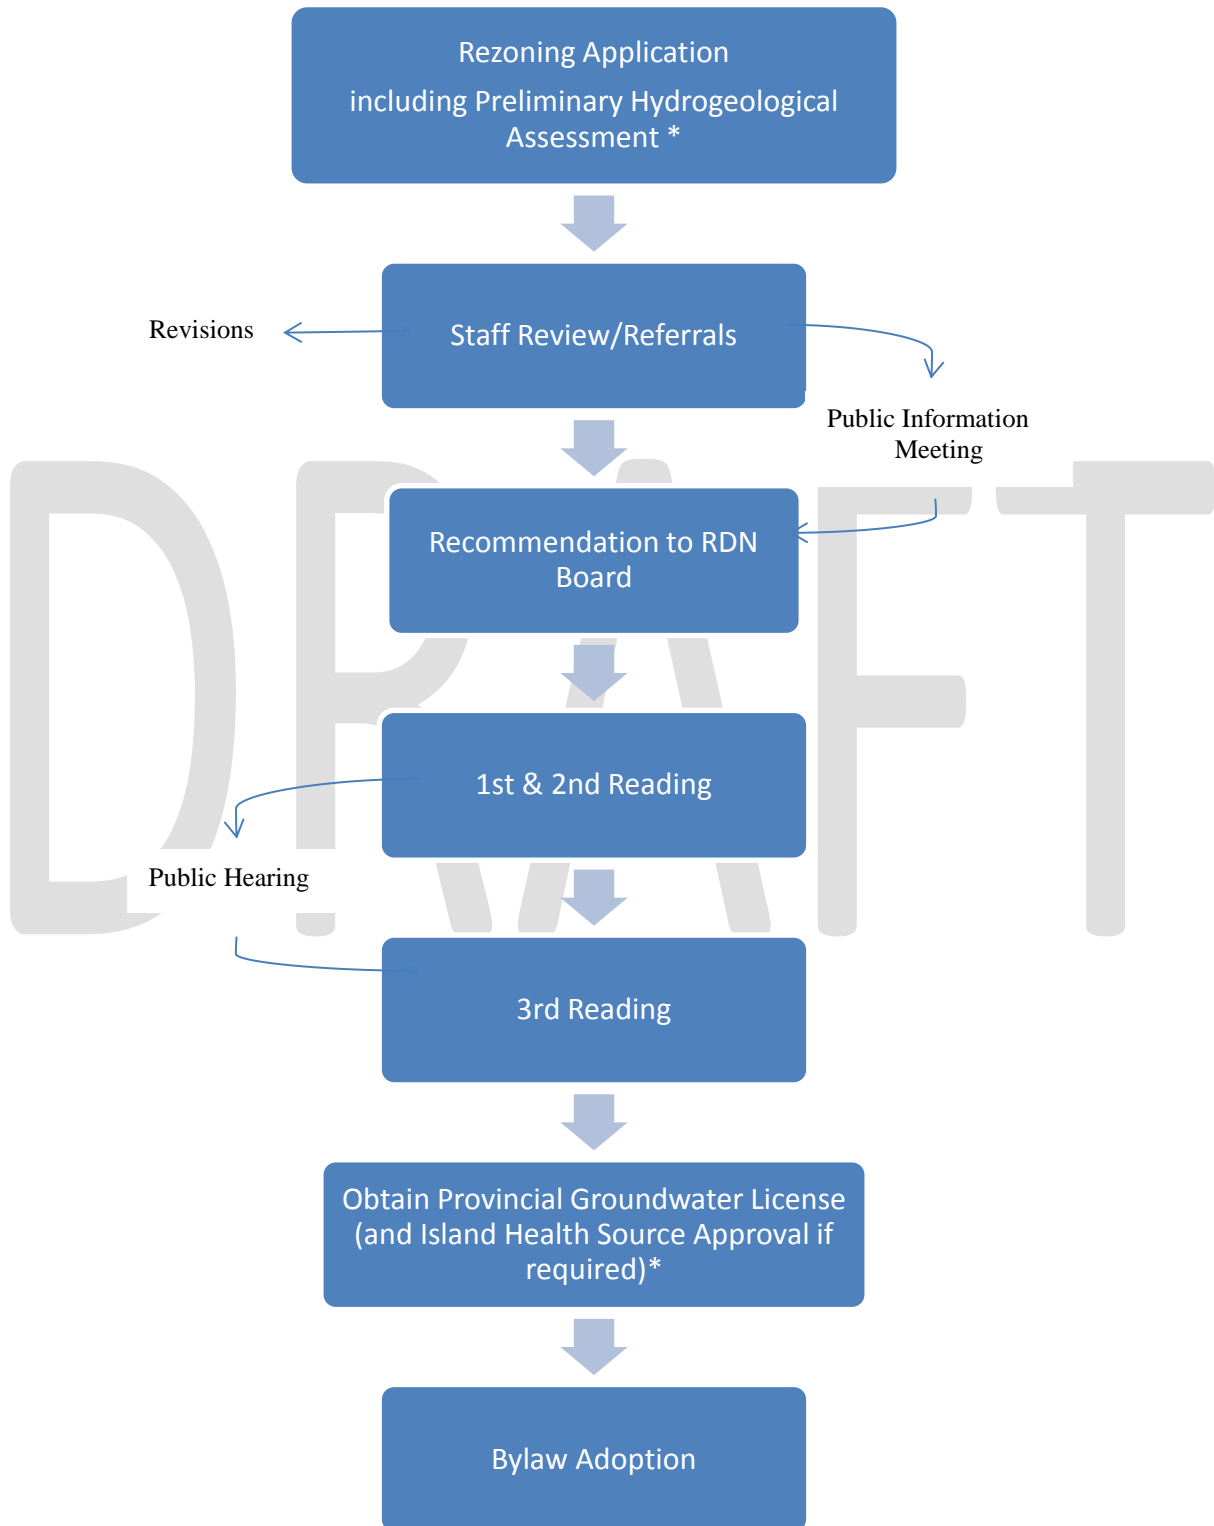 Rezoning Application
including Preliminary Hydrogeological
Assessment *
Revisions
Staff Review/Referrals
Public Information
Meeting
DRAFT
Recommendation to RDN
Board
1st & 2nd Reading
Public Hearing
3rd Reading
Obtain Provincial Groundwater License
(and Island Health Source Approval if
required)*
Bylaw Adoption